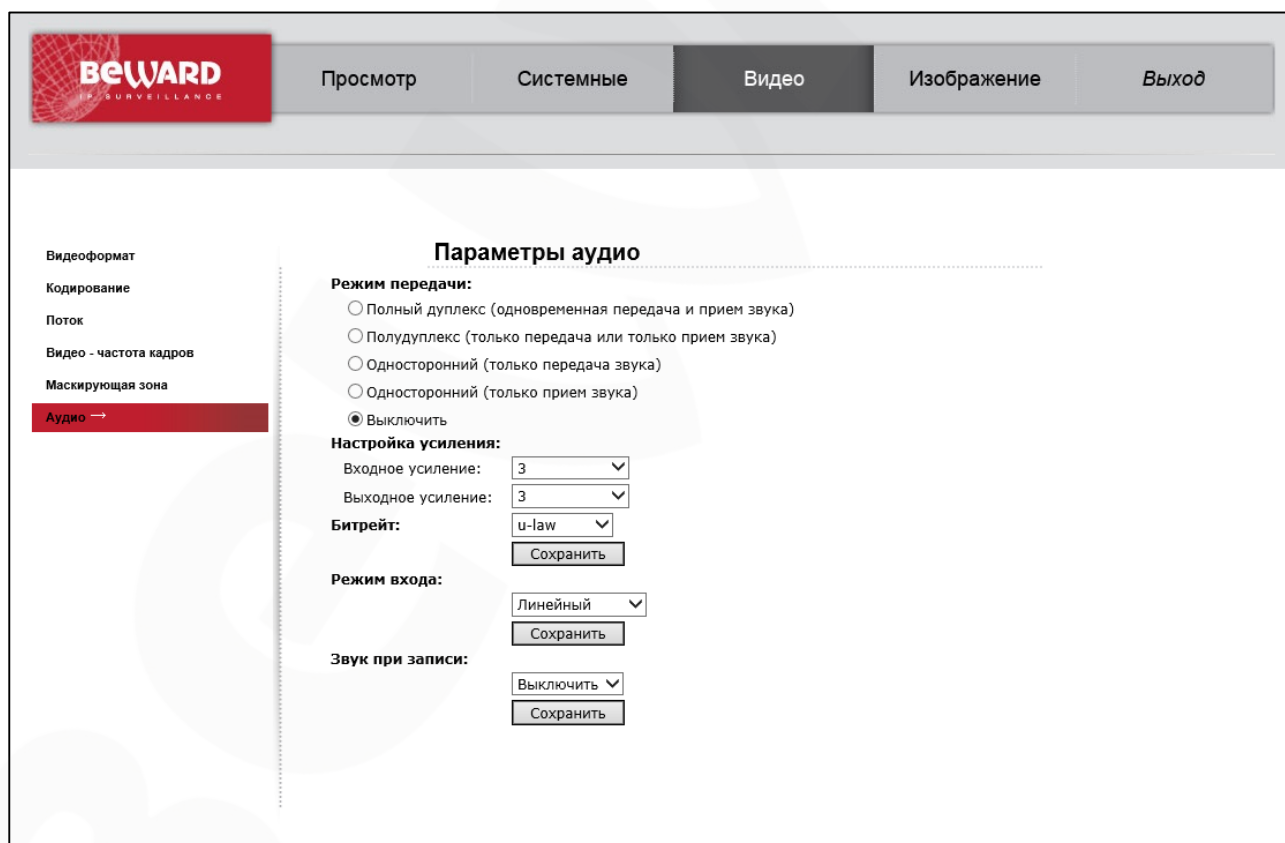 BEWARD
IP SURVEILLANCE
Просмотр
Системные
Видео
Изображение
Выход
Видеоформат
Кодирование
Поток
Видео - частота кадров
Маскирующая зона
Аудио →
Параметры аудио
Режим передачи:
Полный дуплекс (одновременная передача и прием звука)
Полудуплекс (только передача или только прием звука)
Односторонний (только передача звука)
Односторонний (только прием звука)
Выключить
Настройка усиления:
Входное усиление: 3
Выходное усиление: 3
Битрейт: u-law
Сохранить
Режим входа:
Линейный
Сохранить
Звук при записи:
Выключить
Сохранить